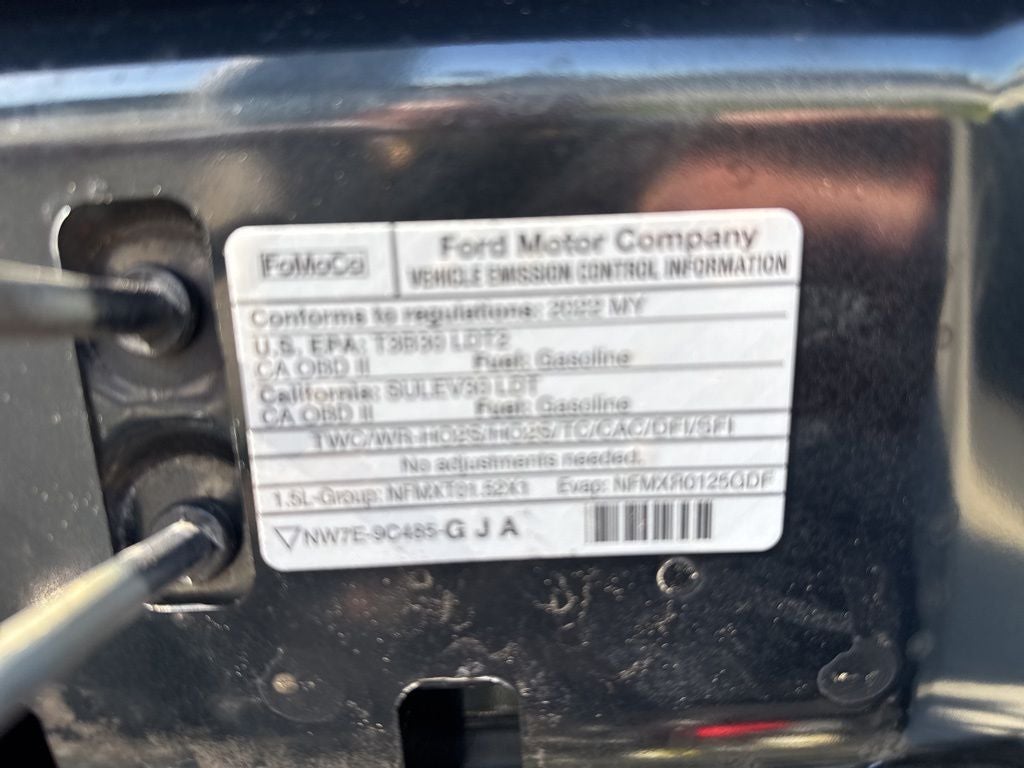 FoMoCo
Ford Motor Company
VEHICLE EMISSION CONTROL INFORMATION
Conforms to regulations: 2022 MY
U.S. EPA: T3B30 LDT2
CA OBD II Fuel: Gasoline
California: SULEV30 LDT
CA OBD II Fuel: Gasoline
TWC/WR-HO2S/HO2S/TC/CAC/DFI/SFI
No adjustments needed.
1.5L-Group: NFMXT01.52X1 Evap: NFMXR0125GDF
NW7E-9C485-GJA